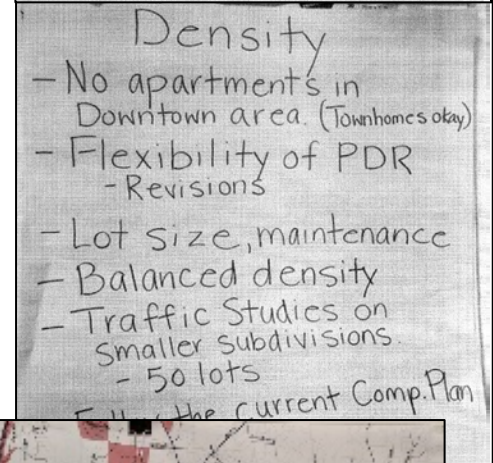 Density
- No apartments in
Downtown area. (Townhomes okay)
- Flexibility of PDR
- Revisions
- Lot size, maintenance
- Balanced density
- Traffic Studies on
Smaller subdivisions.
- 50 lots
the current Comp. Plan